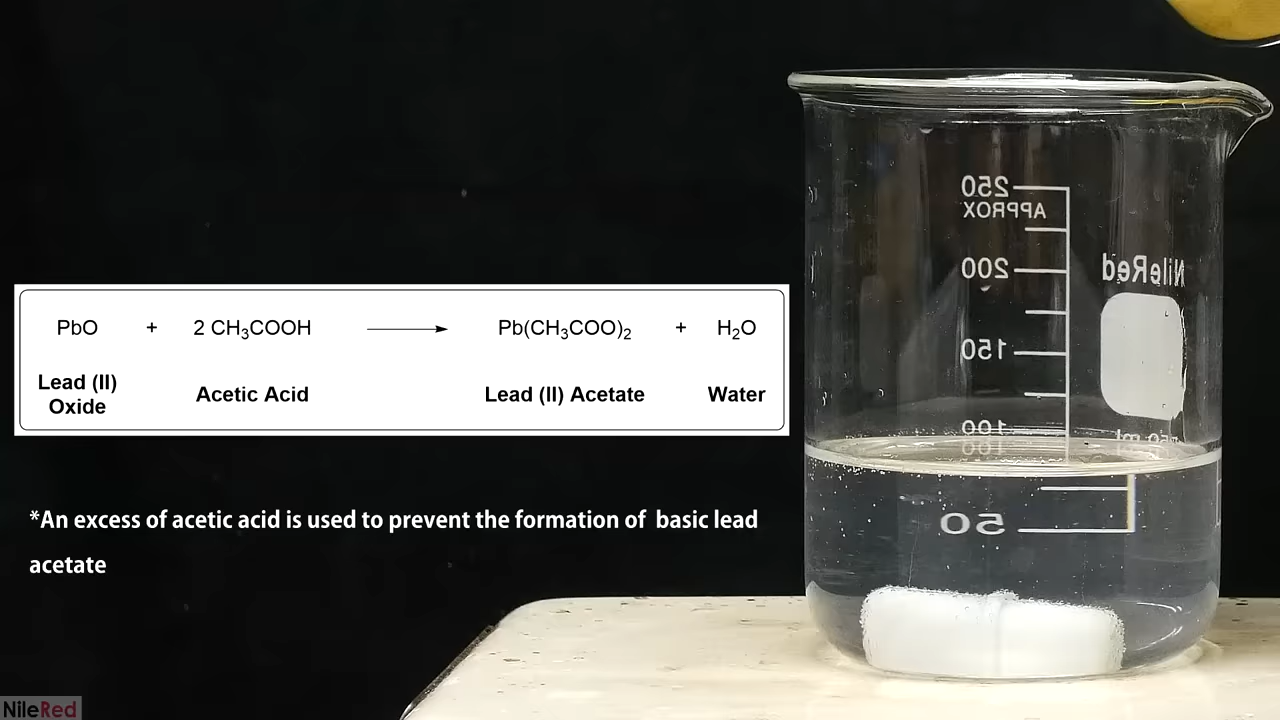 PbO + 2 CH₃COOH Pb(CH₃COO)₂ + H₂O
Lead (II) Oxide Acetic Acid Lead (II) Acetate Water
*An excess of acetic acid is used to prevent the formation of basic lead
acetate
250
APPROX
200
NileRed
150
100
50
NileRed